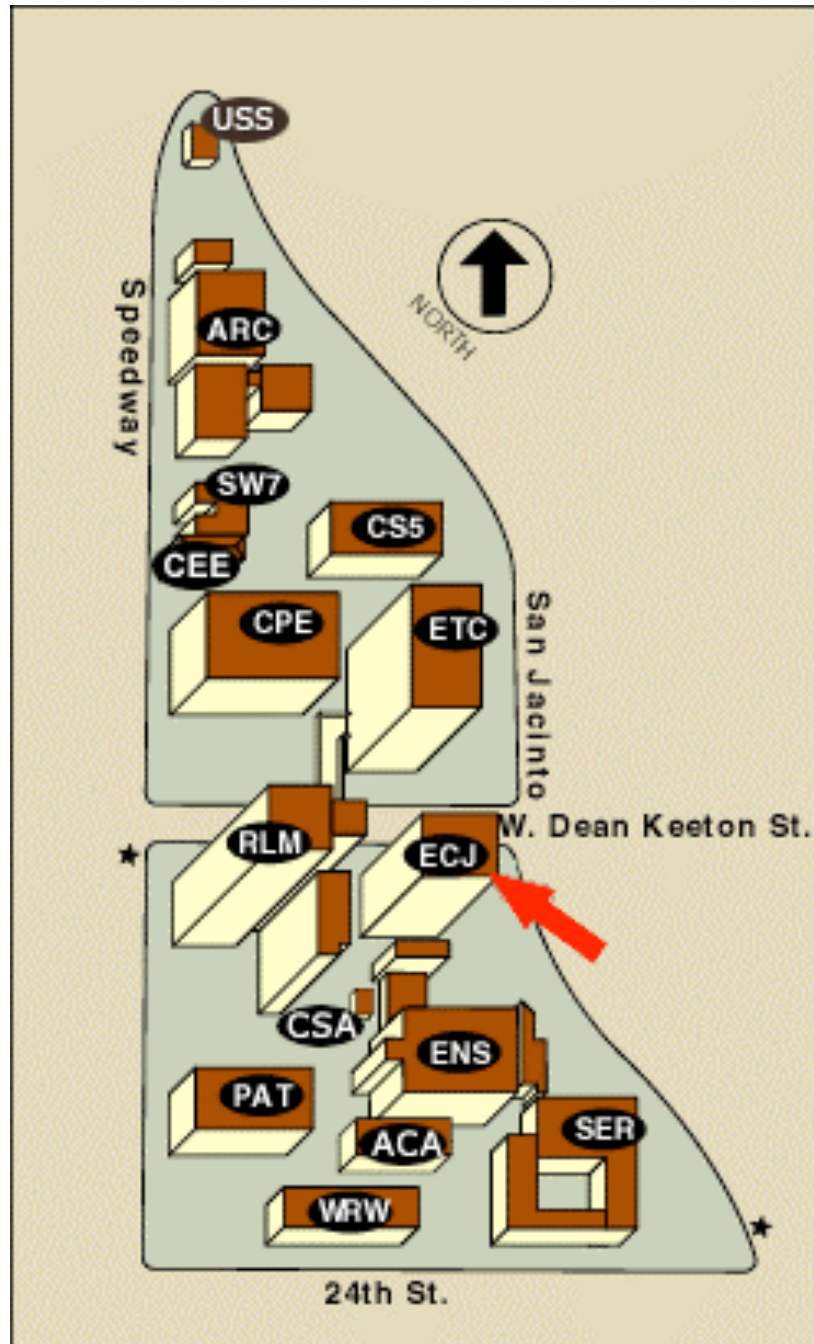 USS
NORTH
Speedway
ARC
SW7
CS5
CEE
CPE
ETC
San Jacinto
W. Dean Keeton St.
RLM
ECJ
CSA
ENS
PAT
SER
ACA
WRW
24th St.